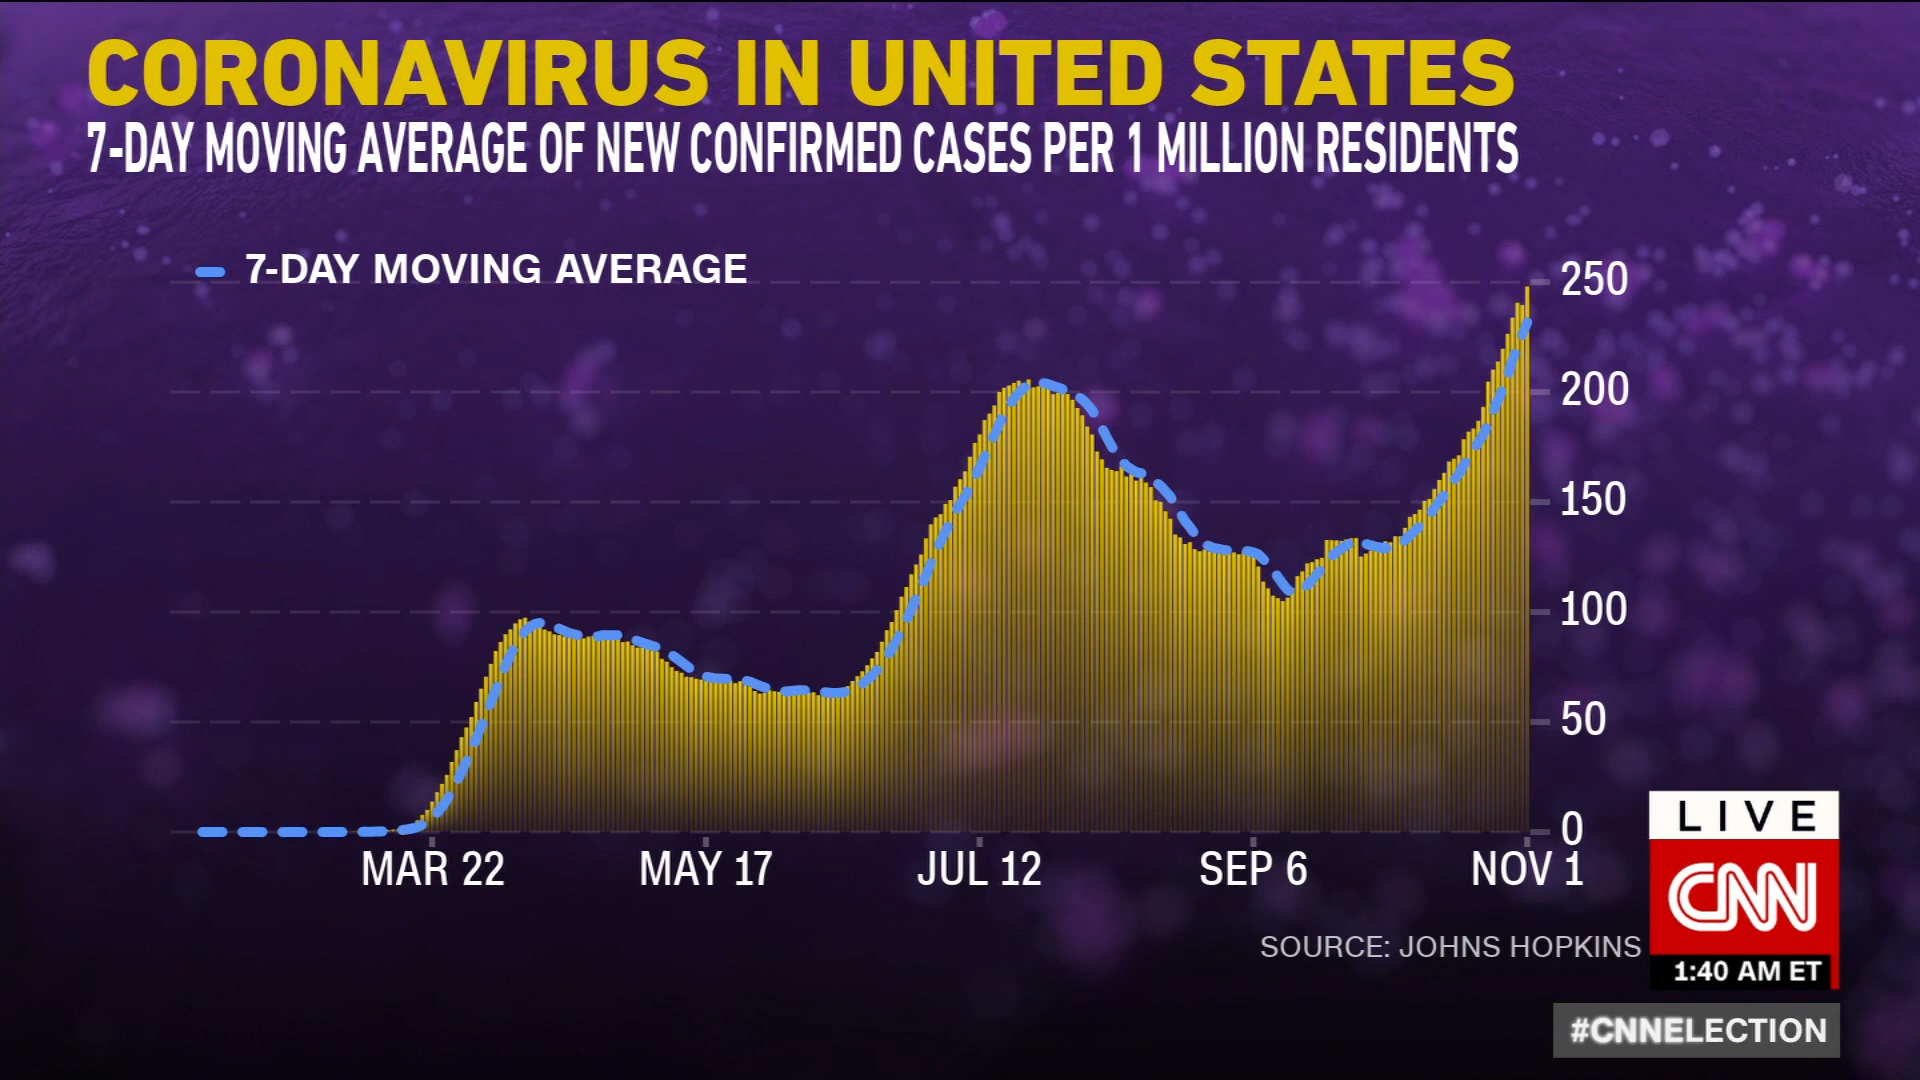 CORONAVIRUS IN UNITED STATES
7-DAY MOVING AVERAGE OF NEW CONFIRMED CASES PER 1 MILLION RESIDENTS
7-DAY MOVING AVERAGE
250
200
150
100
50
0
MAR 22 MAY 17 JUL 12 SEP 6 NOV 1
SOURCE: JOHNS HOPKINS
LIVE
CNN
1:40 AM ET
#CNNELECTION